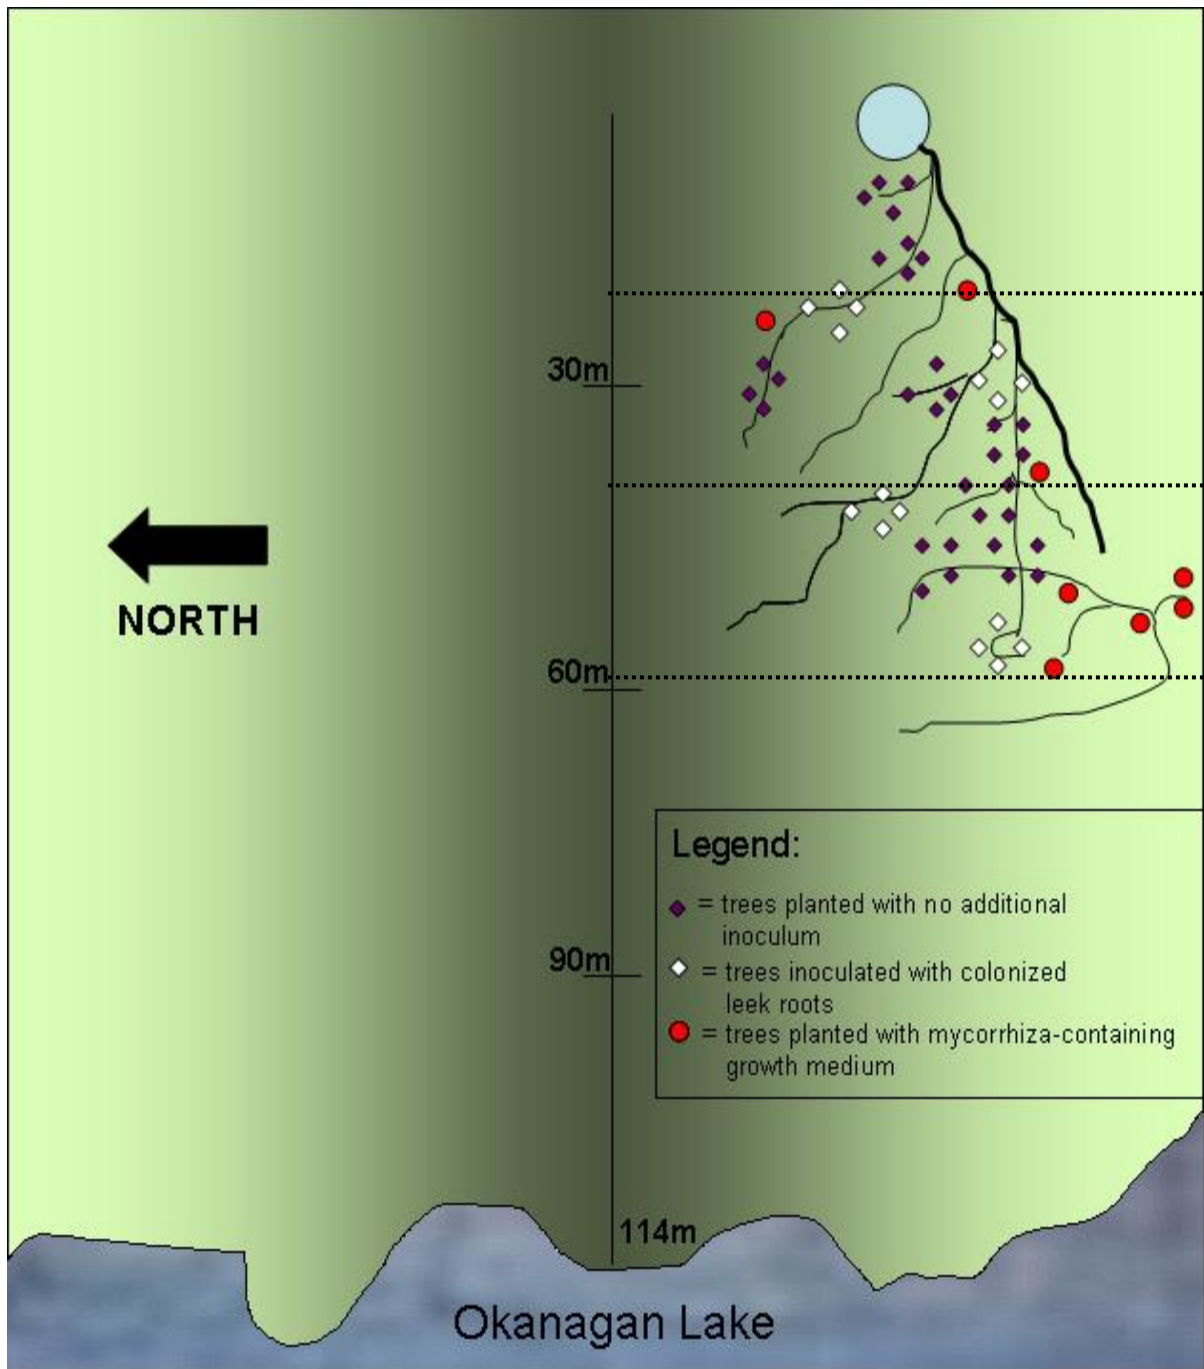 30m
NORTH
60m
Legend:
= trees planted with no additional
inoculum
90m
= trees inoculated with colonized
leek roots
= trees planted with mycorrhiza-containing
growth medium
114m
Okanagan Lake